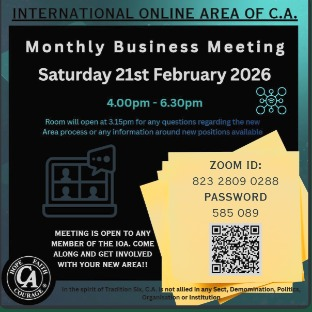 INTERNATIONAL ONLINE AREA OF C.A.
Monthly Business Meeting
Saturday 21st February 2026
4.00pm - 6.30pm
Room will open at 3.15pm for any questions regarding the new
Area process or any information around new positions available
ZOOM ID:
823 2809 0288
PASSWORD
585 089
MEETING IS OPEN TO ANY
MEMBER OF THE IOA. COME
ALONG AND GET INVOLVED
WITH YOUR NEW AREA!!
HOPE FAITH
CA
COURAGE
In the spirit of Tradition Six, C.A. is not allied in any Sect, Demomination, Politics,
Organization or Institution.